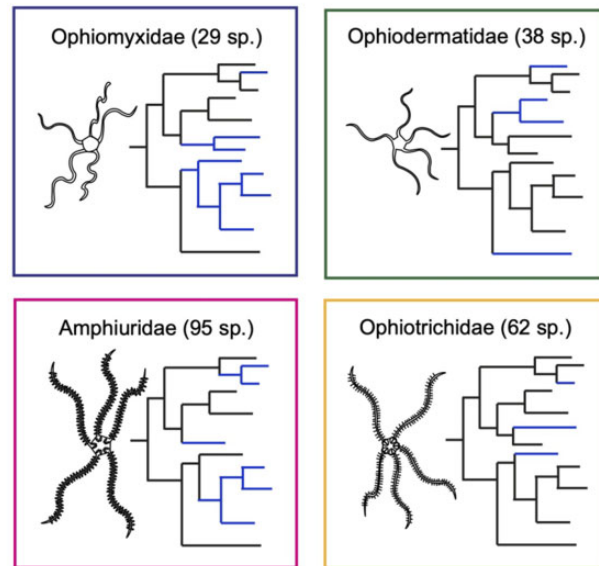 Ophiomyxidae (29 sp.)
Ophiodermatidae (38 sp.)
Amphiuridae (95 sp.)
Ophiotrichidae (62 sp.)